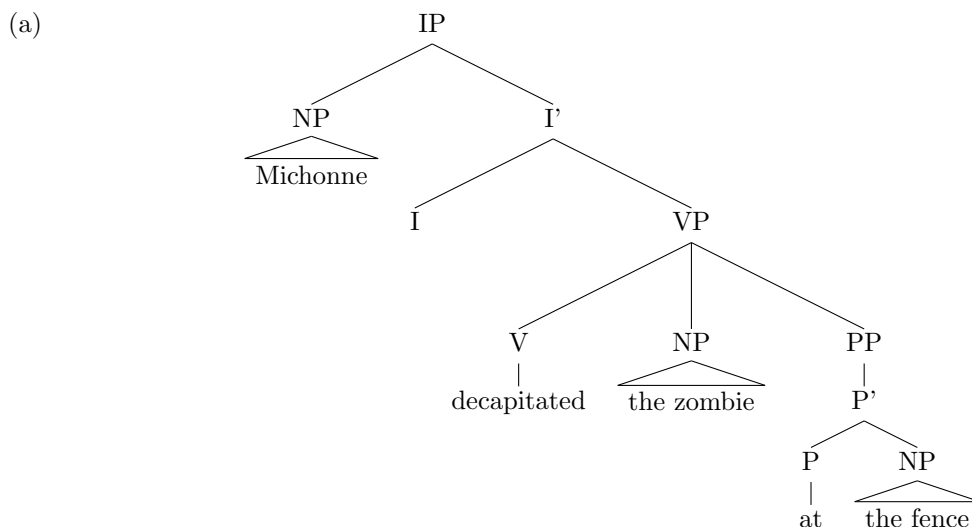 (a) IP
NP I'
Michonne
I VP
V NP PP
decapitated the zombie P'
P NP
at the fence